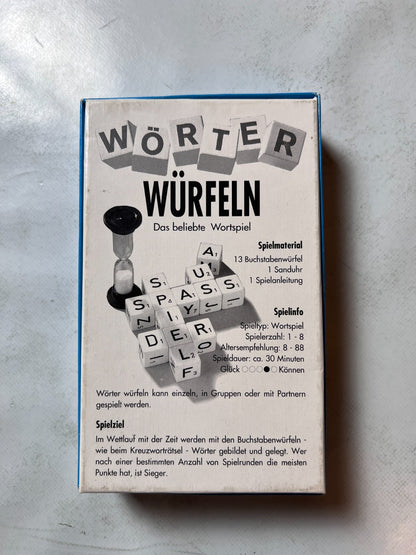 WÖRTER
WÜRFELN
Das beliebte Wortspiel
Spielmaterial
13 Buchstabenwürfel
1 Sanduhr
1 Spielanleitung
SPASS
SPIEL
DER
Spielinfo
Spieltyp: Wortspiel
Spielerzahl: 1 - 8
Altersempfehlung: 8 - 88
Spieldauer: ca. 30 Minuten
Glück ○○○●○ Können
Wörter würfeln kann einzeln, in Gruppen oder mit Partnern
gespielt werden.
Spielziel
Im Wettlauf mit der Zeit werden mit den Buchstabenwürfeln -
wie beim Kreuzworträtsel - Wörter gebildet und gelegt. Wer
nach einer bestimmten Anzahl von Spielrunden die meisten
Punkte hat, ist Sieger.